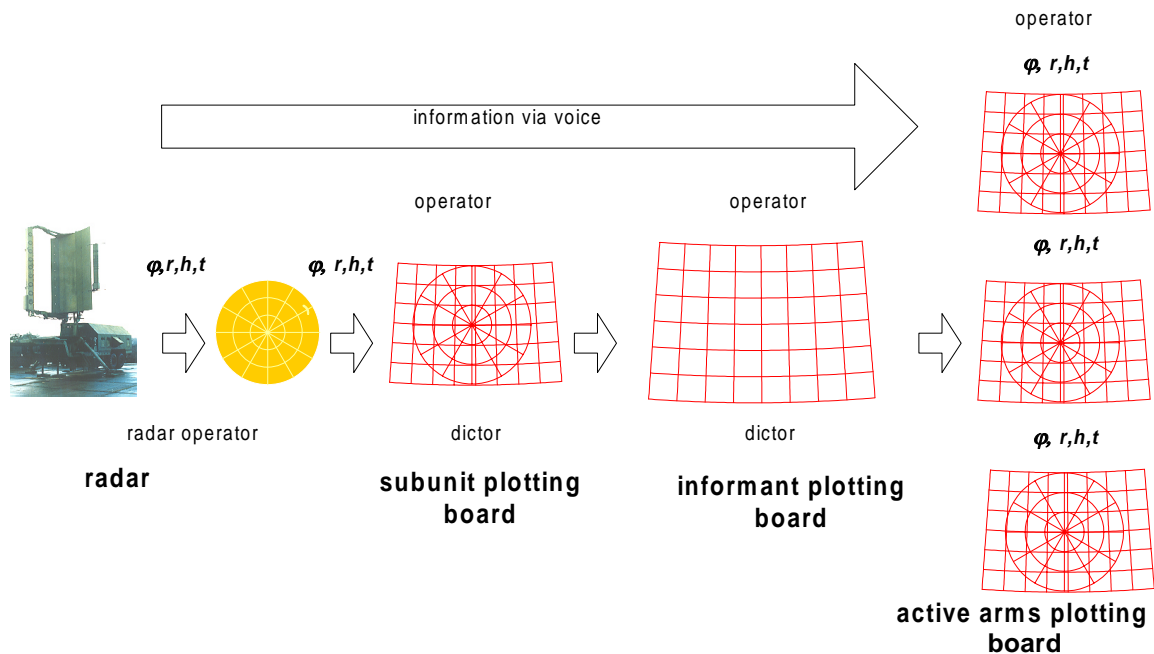 operator
φ, r,h,t
information via voice
operator
operator
φ,r,h,t
φ, r,h,t
φ, r,h,t
radar operator
dictor
dictor
φ, r,h,t
radar
subunit plotting
board
informant plotting
board
active arms plotting
board